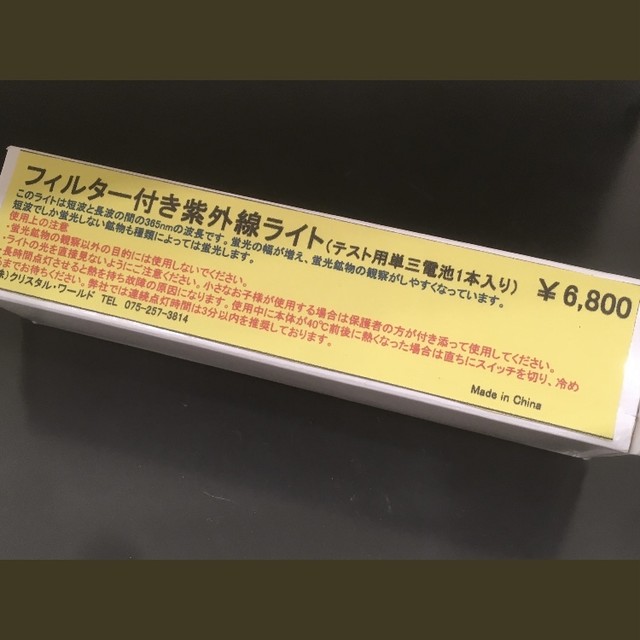 フィルター付き紫外線ライト(テスト用単三電池1本入り) ￥6,800
このライトは短波と長波の間の365nmの波長です。蛍光の幅が増え、蛍光鉱物の観察がしやすくなっています。
短波でしか蛍光しない鉱物も種類によっては蛍光します。
使用上の注意
・蛍光鉱物の観察以外の目的には使用しないでください。
・ライトの光を直接見ないようにご注意ください。小さなお子様が使用する場合は保護者の方が付き添って使用してください。
・長時間点灯させると熱を持ち故障の原因になります。使用中に本体が40℃前後に熱くなった場合は直ちにスイッチを切り、冷め
までお待ちください。弊社では連続点灯時間は3分以内を推奨しております。
株)クリスタル・ワールド TEL 075-257-3814
Made in China